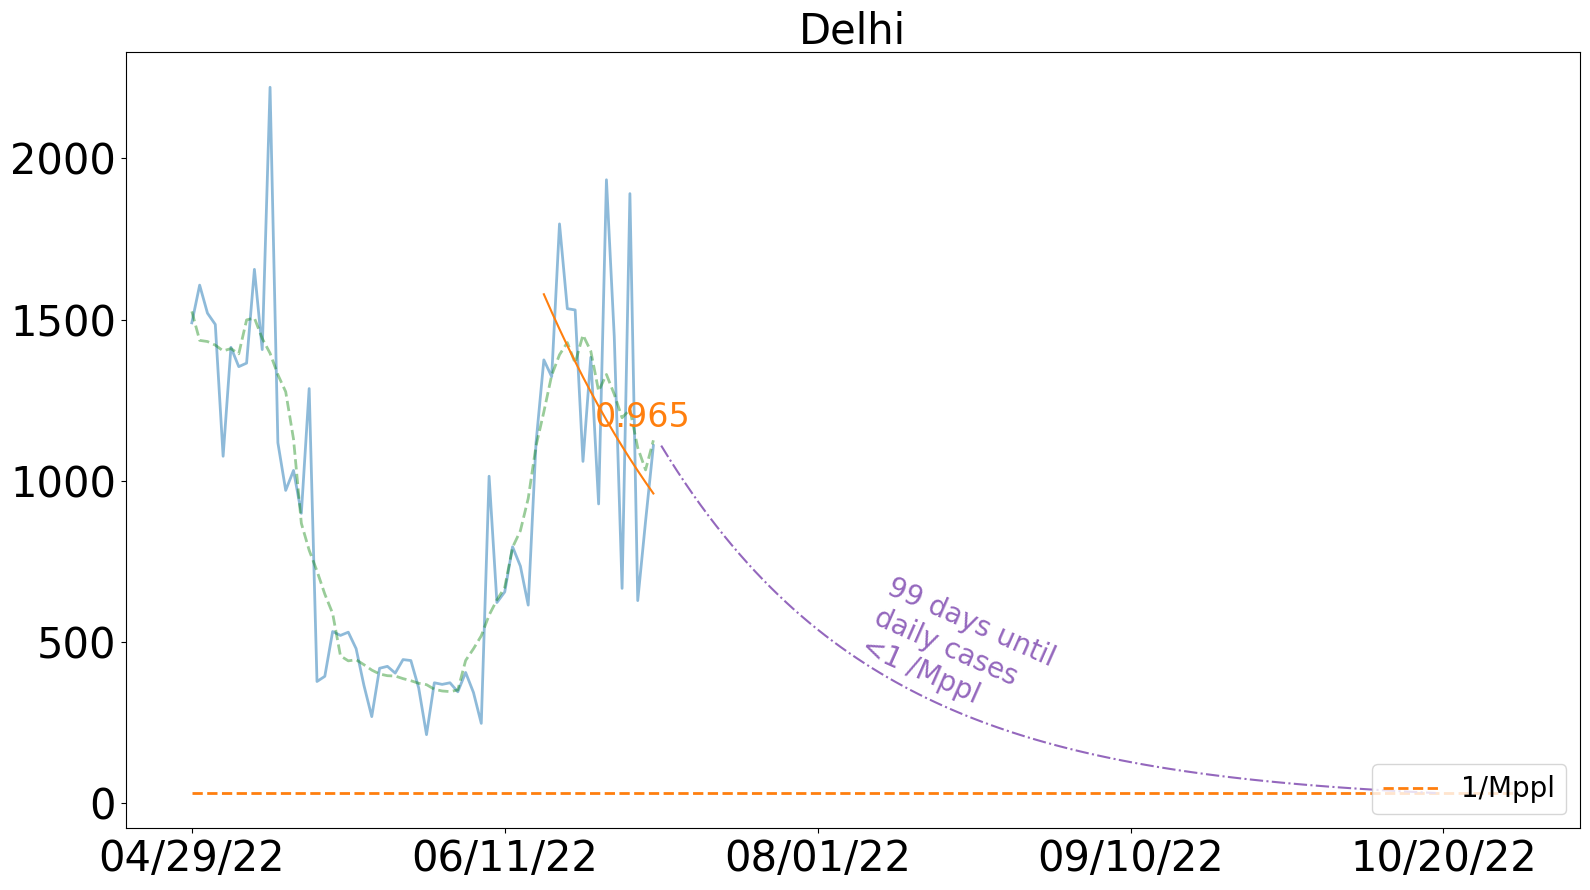 Delhi
2000
1500
1000
500
0
0.965
99 days until
daily cases
<1 /Mppl
1/Mppl
04/29/22
06/11/22
08/01/22
09/10/22
10/20/22